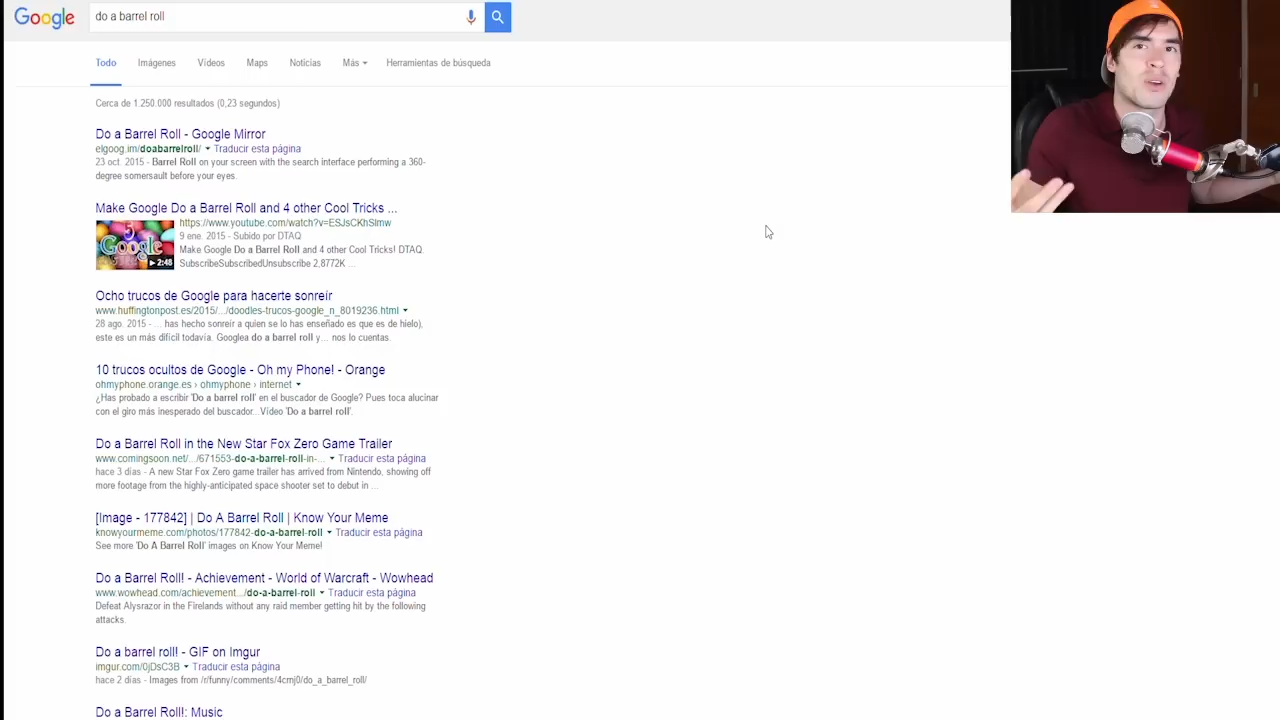 Google
do a barrel roll
Todo Imágenes Vídeos Maps Noticias Más Herramientas de búsqueda
Cerca de 1.250.000 resultados (0,23 segundos)
Do a Barrel Roll - Google Mirror
elgoog.im/doabarrelroll/ Traducir esta página
23 oct. 2015 - Barrel Roll on your screen with the search interface performing a 360-
degree somersault before your eyes.
Make Google Do a Barrel Roll and 4 other Cool Tricks ...
5
Google
2:48
https://www.youtube.com/watch?v=ESJsCKhSlmw
9 ene. 2015 - Subido por DTAQ
Make Google Do a Barrel Roll and 4 other Cool Tricks! DTAQ.
SubscribeSubscribedUnsubscribe 2,8772K ...
Ocho trucos de Google para hacerte sonreír
www.huffingtonpost.es/2015/.../doodles-trucos-google_n_8019236.html
28 ago. 2015 - ... has hecho sonreír a quien se lo has enseñado es que es de hielo),
este es un más difícil todavía. Googlea do a barrel roll y... nos lo cuentas.
10 trucos ocultos de Google - Oh my Phone! - Orange
ohmyphone.orange.es › ohmyphone › internet
¿Has probado a escribir 'Do a barrel roll' en el buscador de Google? Pues toca alucinar
con el giro más inesperado del buscador...Vídeo 'Do a barrel roll'.
Do a Barrel Roll in the New Star Fox Zero Game Trailer
www.comingsoon.net/.../671553-do-a-barrel-roll-in-... Traducir esta página
hace 3 días - A new Star Fox Zero game trailer has arrived from Nintendo, showing off
more footage from the highly-anticipated space shooter set to debut in ...
[Image - 177842] | Do A Barrel Roll | Know Your Meme
knowyourmeme.com/photos/177842-do-a-barrel-roll Traducir esta página
See more 'Do A Barrel Roll' images on Know Your Meme!
Do a Barrel Roll! - Achievement - World of Warcraft - Wowhead
www.wowhead.com/achievement.../do-a-barrel-roll Traducir esta página
Defeat Alysrazor in the Firelands without any raid member getting hit by the following
attacks.
Do a barrel roll! - GIF on Imgur
imgur.com/0jDsC3B Traducir esta página
hace 2 días - Images from /r/funny/comments/4cmj0/do_a_barrel_roll/
Do a Barrel Roll!: Music